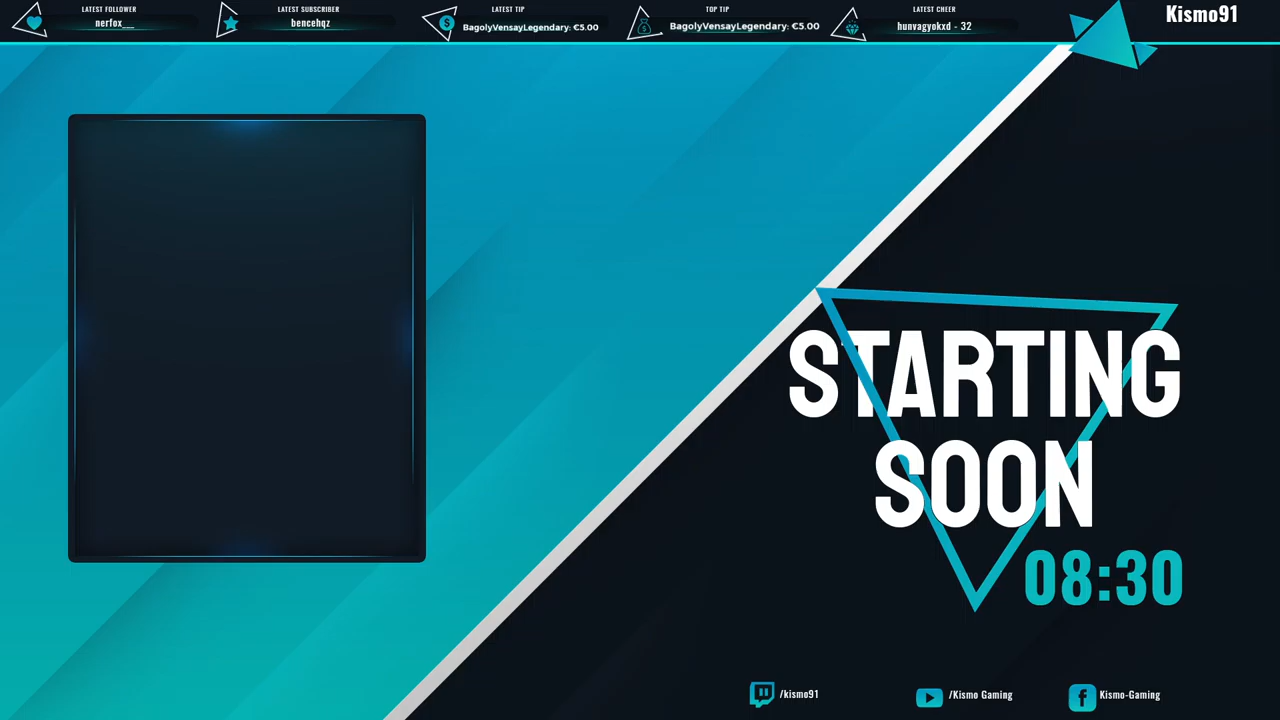 LATEST FOLLOWER
nerfox__
LATEST SUBSCRIBER
bencehqz
LATEST TIP
BagolyVensayLegendary: €5.00
TOP TIP
BagolyVensayLegendary: €5.00
LATEST CHEER
hunvagyokxd - 32
Kismo91
STARTING
SOON
08:30
/kismo91
/Kismo Gaming
Kismo-Gaming